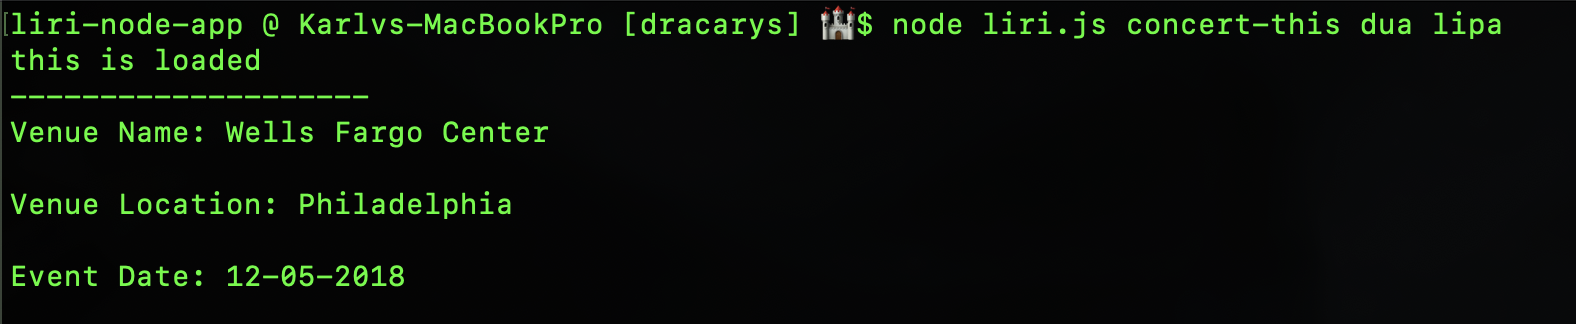 [liri-node-app @ Karlvs-MacBookPro [dracarys] 🏰$ node liri.js concert-this dua lipa
this is loaded
--------------------
Venue Name: Wells Fargo Center
Venue Location: Philadelphia
Event Date: 12-05-2018